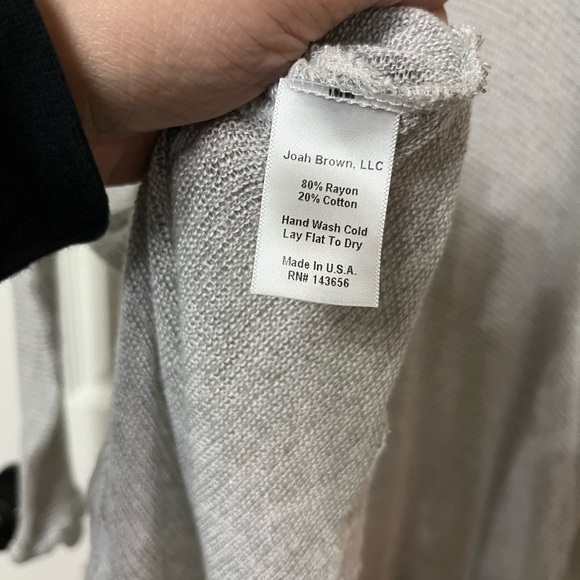 Joah Brown, LLC
80% Rayon
20% Cotton
Hand Wash Cold
Lay Flat To Dry
Made In U.S.A.
RN# 143656